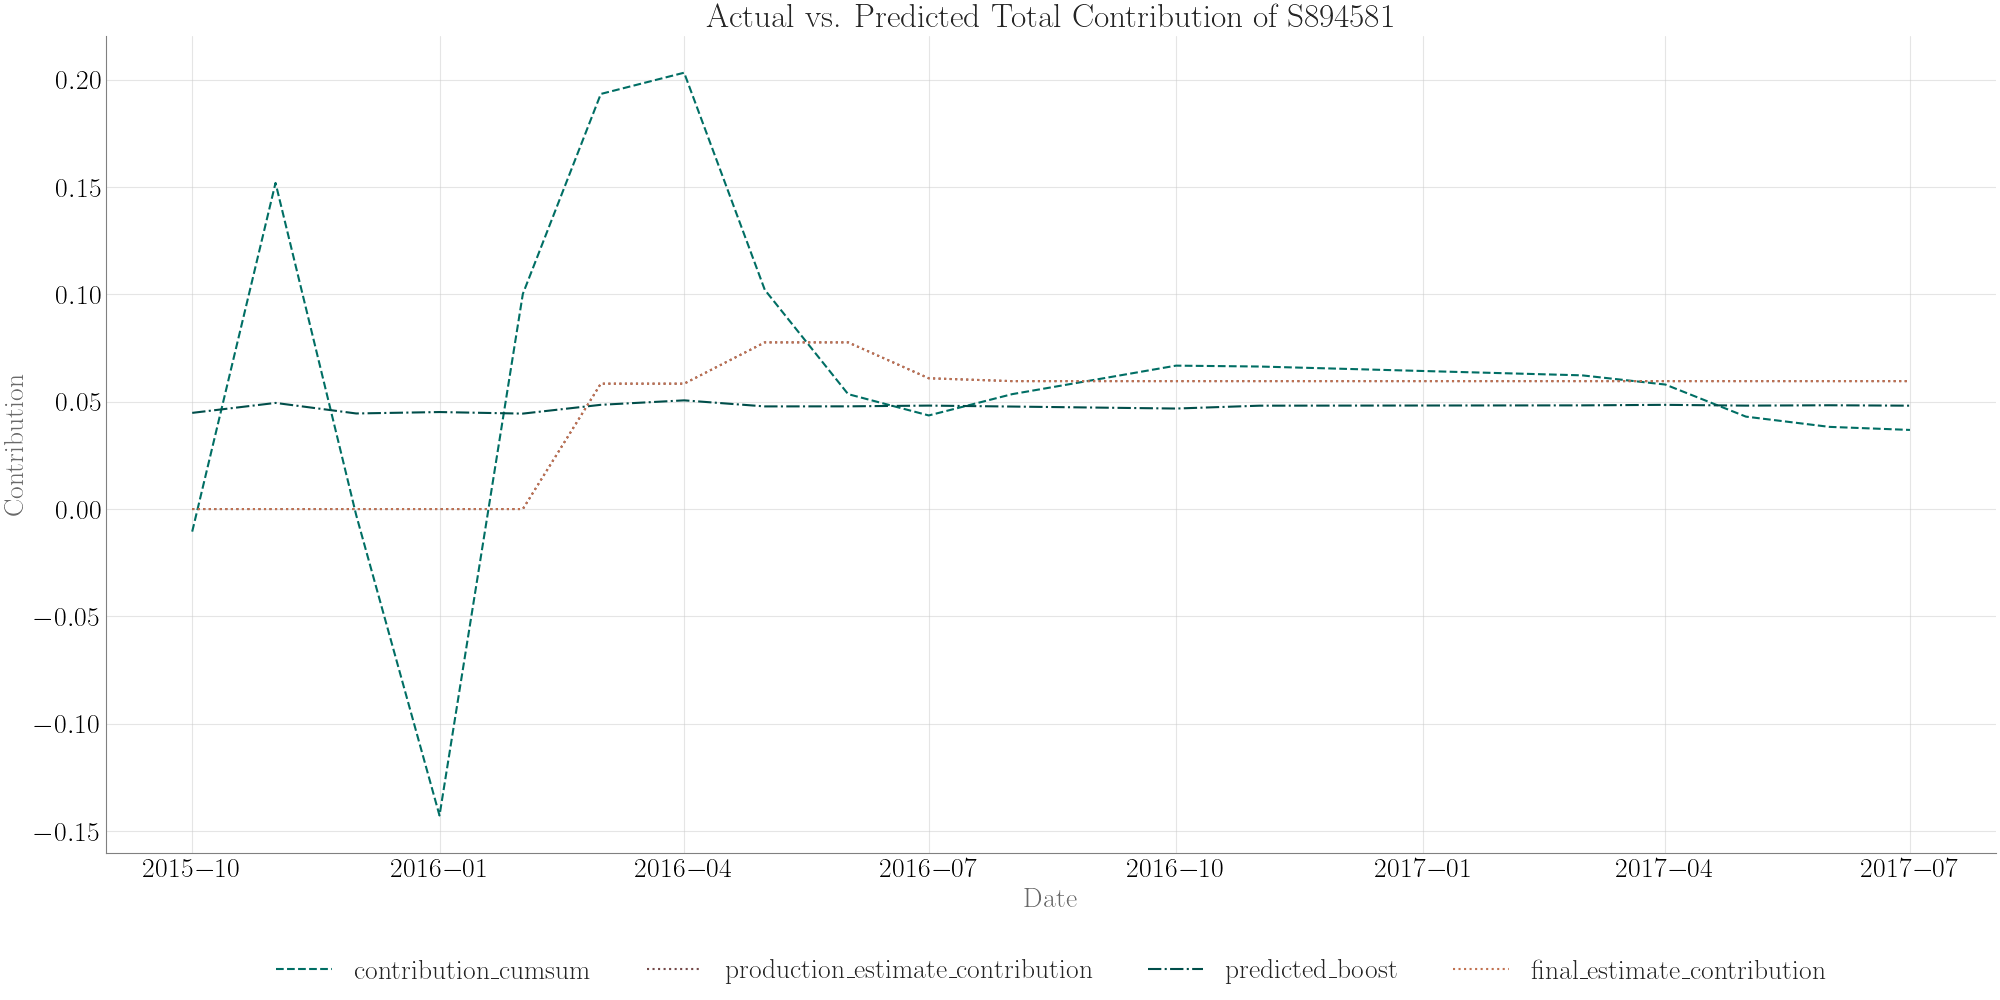 Actual vs. Predicted Total Contribution of S894581
Contribution
0.20
0.15
0.10
0.05
0.00
−0.05
−0.10
−0.15
2015−10 2016−01 2016−04 2016−07 2016−10 2017−01 2017−04 2017−07
Date
contribution_cumsum production_estimate_contribution predicted_boost final_estimate_contribution